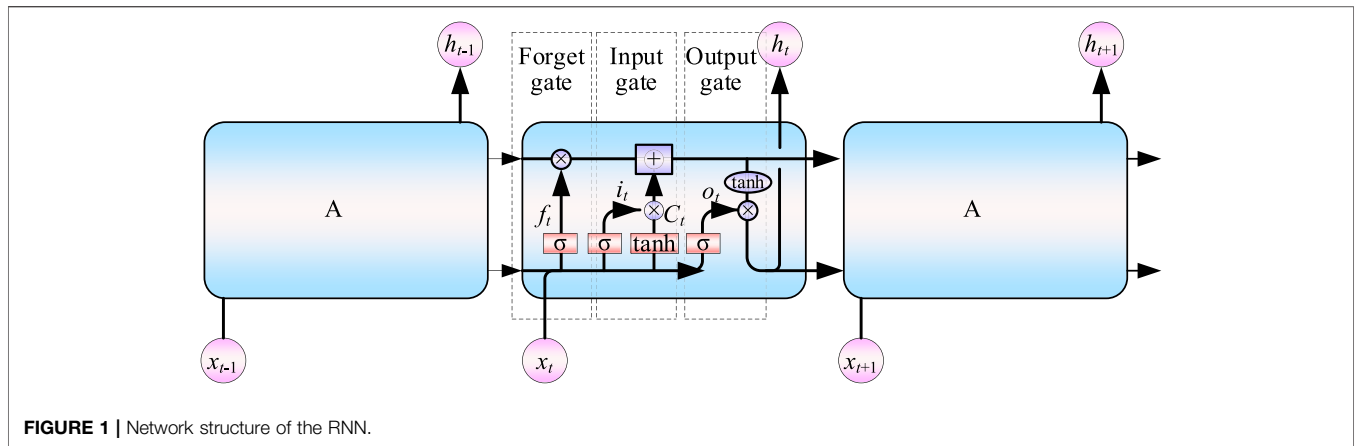 h_{t-1}
Forget gate
Input gate
Output gate
h_t
h_{t+1}
A
×
+
tanh
i_t
o_t
f_t
×
C_t
×
σ
σ
tanh
σ
A
x_{t-1}
x_t
x_{t+1}
FIGURE 1 | Network structure of the RNN.